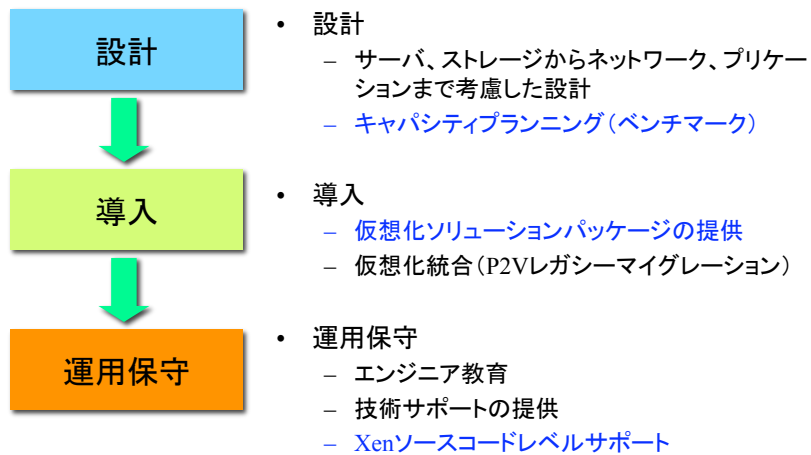 設計
• 設計
– サーバ、ストレージからネットワーク、プリケー
ションまで考慮した設計
– キャパシティプランニング（ベンチマーク）
導入
• 導入
– 仮想化ソリューションパッケージの提供
– 仮想化統合（P2Vレガシーマイグレーション）
運用保守
• 運用保守
– エンジニア教育
– 技術サポートの提供
– Xenソースコードレベルサポート